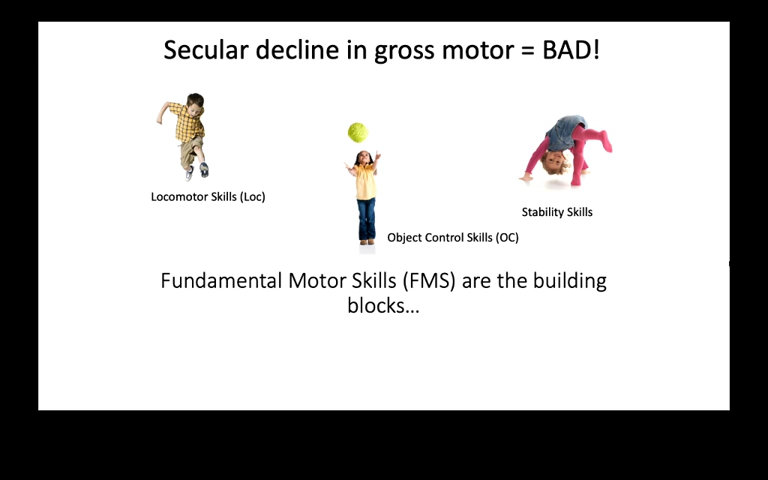 Secular decline in gross motor = BAD!
Locomotor Skills (Loc)
Stability Skills
Object Control Skills (OC)
Fundamental Motor Skills (FMS) are the building
blocks…